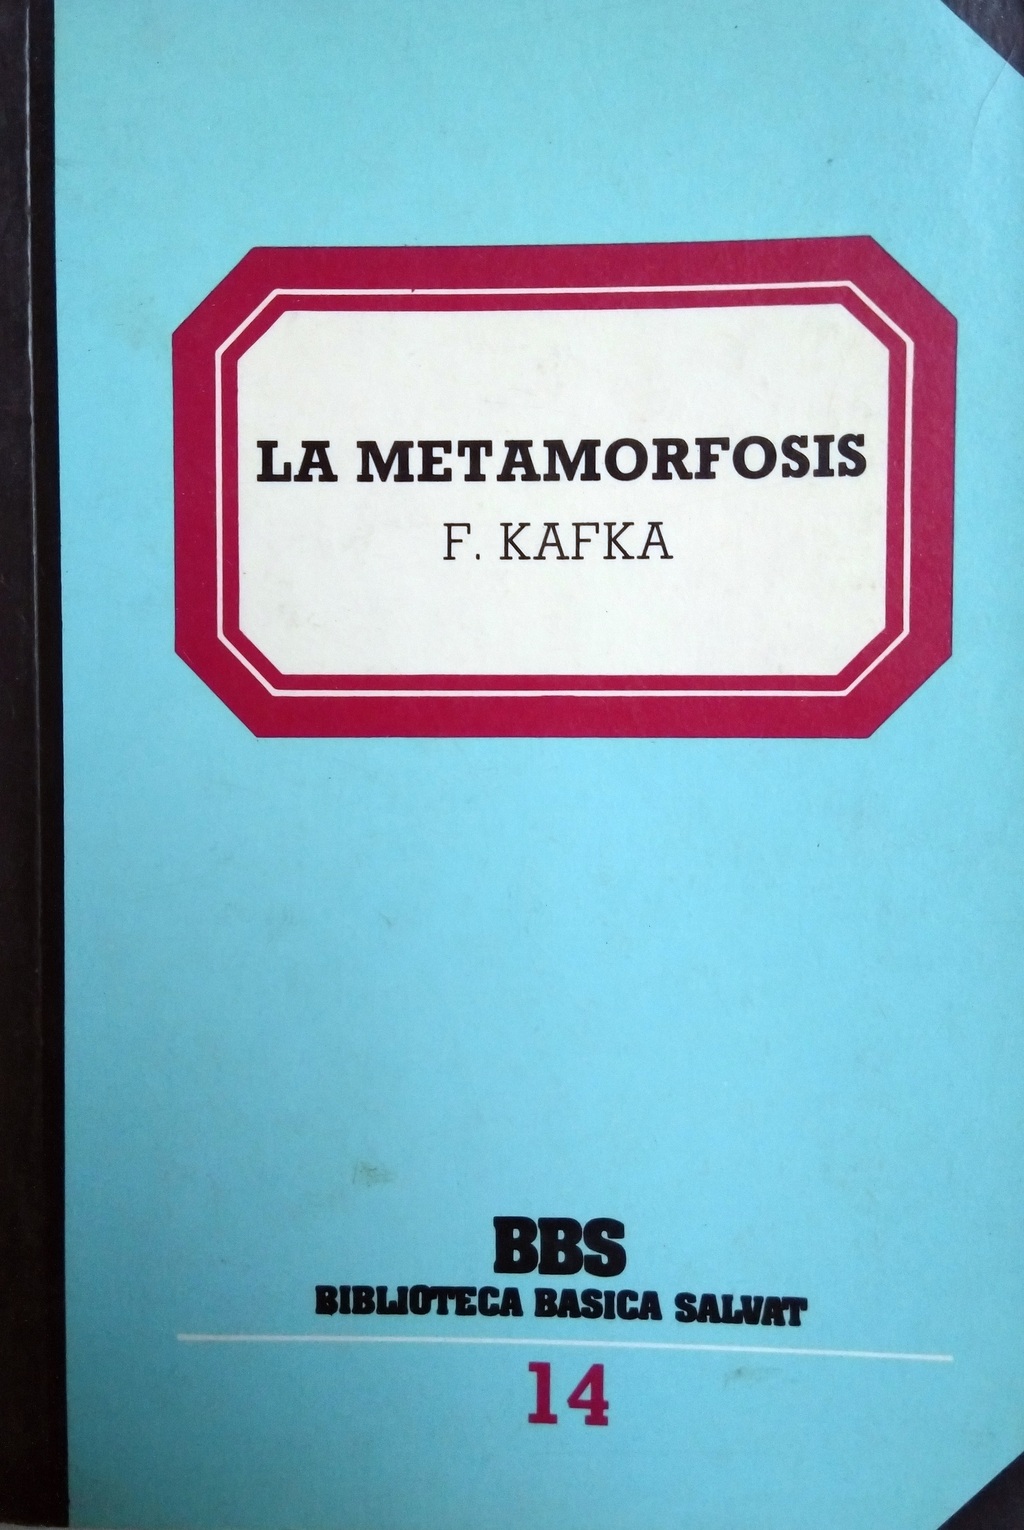 LA METAMORFOSIS
F. KAFKA
BBS
BIBLIOTECA BASICA SALVAT
14